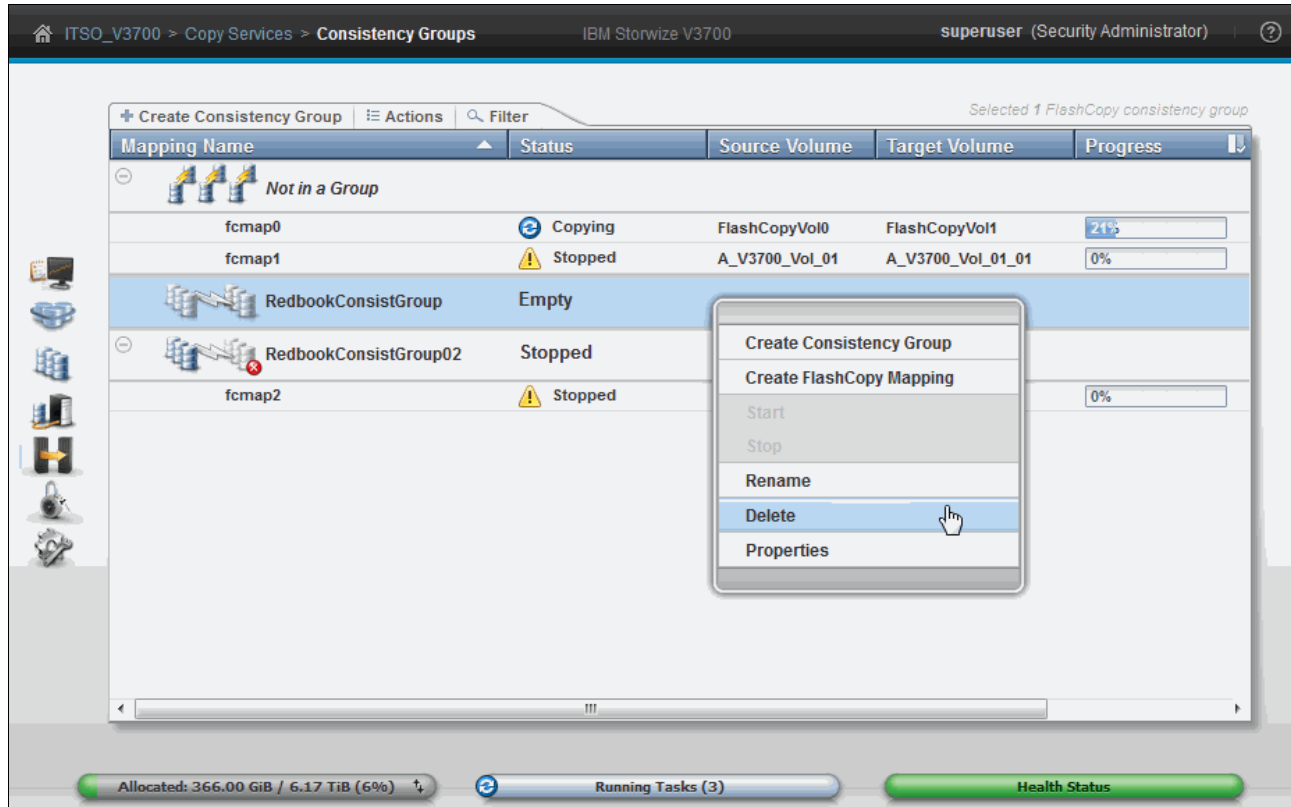 ITSO_V3700 > Copy Services > Consistency Groups IBM Storwize V3700 superuser (Security Administrator) ?
Create Consistency Group Actions Filter Selected 1 FlashCopy consistency group
Mapping Name Status Source Volume Target Volume Progress
Not in a Group
fcmap0 Copying FlashCopyVol0 FlashCopyVol1 21%
fcmap1 Stopped A_V3700_Vol_01 A_V3700_Vol_01_01 0%
RedbookConsistGroup Empty
RedbookConsistGroup02 Stopped
fcmap2 Stopped 0%
Create Consistency Group
Create FlashCopy Mapping
Start
Stop
Rename
Delete
Properties
Allocated: 366.00 GiB / 6.17 TiB (6%) Running Tasks (3) Health Status